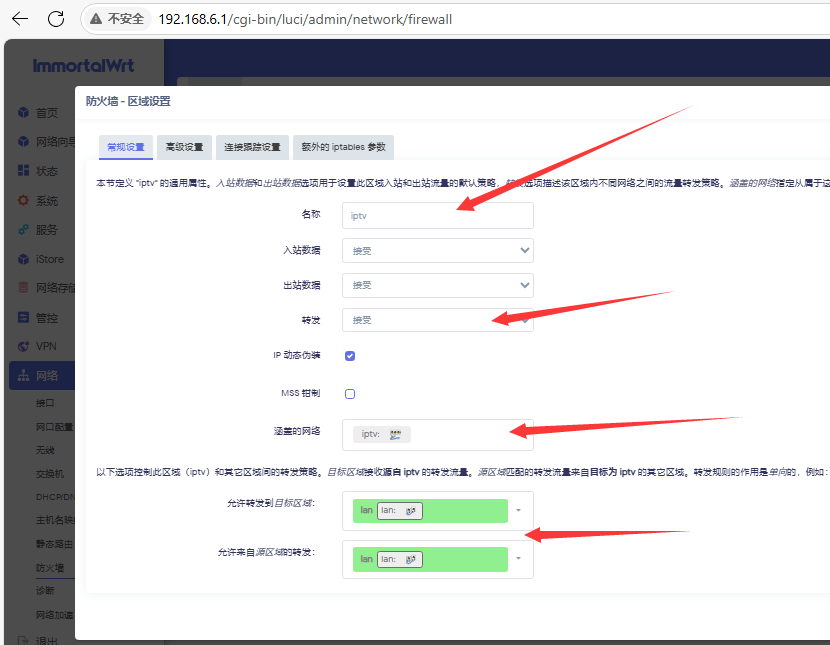 不安全 192.168.6.1/cgi-bin/luci/admin/network/firewall
ImmortalWrt
防火墙 - 区域设置
首页
网络向导
状态
系统
服务
iStore
网络存储
管控
VPN
网络
接口
网口配置
无线
交换机
DHCP/DN
主机名映
静态路由
防火墙
诊断
网络加速
退出
常规设置 高级设置 连接跟踪设置 额外的 iptables 参数
本节定义 "iptv" 的通用属性。入站数据和出站数据选项用于设置此区域入站和出站流量的默认策略，转发选项描述该区域内不同网络之间的流量转发策略。涵盖的网络指定从属于这
名称 iptv
入站数据 接受
出站数据 接受
转发 接受
IP 动态伪装
MSS 钳制
涵盖的网络 iptv:
以下选项控制此区域（iptv）和其它区域间的转发策略。目标区域接收源自 iptv 的转发流量。源区域匹配的转发流量来自目标为 iptv 的其它区域。转发规则的作用是单向的，例如：
允许转发到目标区域： lan lan:
允许来自源区域的转发： lan lan: